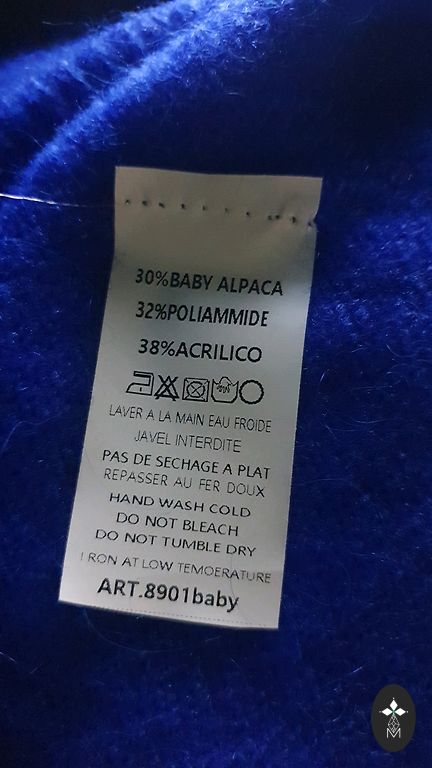 30%BABY ALPACA
32%POLIAMMIDE
38%ACRILICO
LAVER A LA MAIN EAU FROIDE
JAVEL INTERDITE
PAS DE SECHAGE A PLAT
REPASSER AU FER DOUX
HAND WASH COLD
DO NOT BLEACH
DO NOT TUMBLE DRY
I RON AT LOW TEMOERATURE
ART.8901baby
M